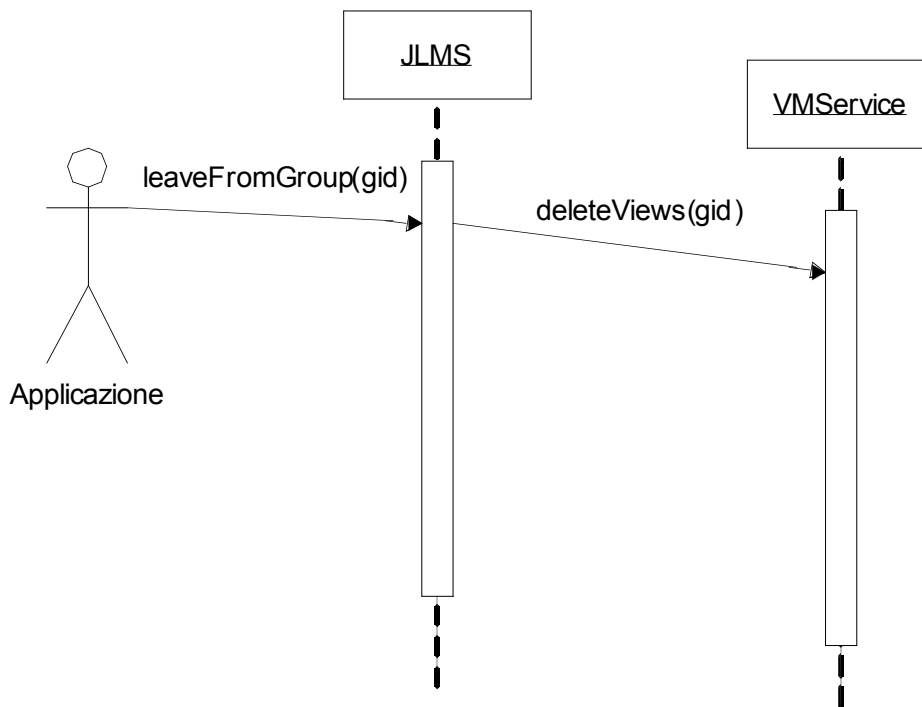 JLMS
VMService
leaveFromGroup(gid)
deleteViews(gid)
Applicazione